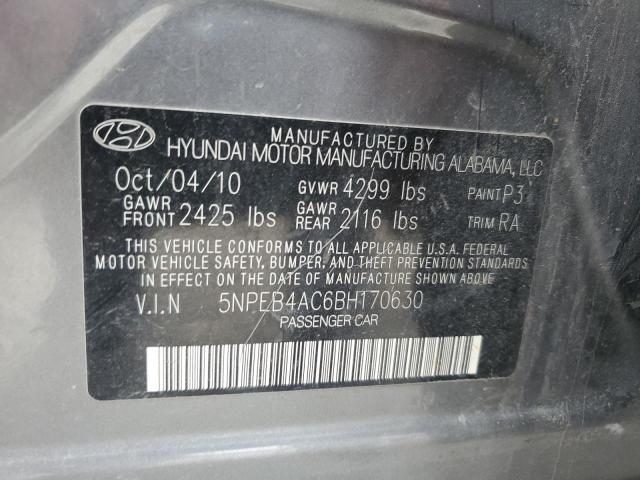 MANUFACTURED BY
HYUNDAI MOTOR MANUFACTURING ALABAMA, LLC
Oct/04/10 GVWR 4299 lbs PAINT P3
GAWR FRONT 2425 lbs GAWR REAR 2116 lbs TRIM RA
THIS VEHICLE CONFORMS TO ALL APPLICABLE U.S.A. FEDERAL
MOTOR VEHICLE SAFETY, BUMPER, AND THEFT PREVENTION STANDARDS
IN EFFECT ON THE DATE OF MANUFACTURE SHOWN ABOVE.
V.I.N 5NPEB4AC6BH170630
PASSENGER CAR